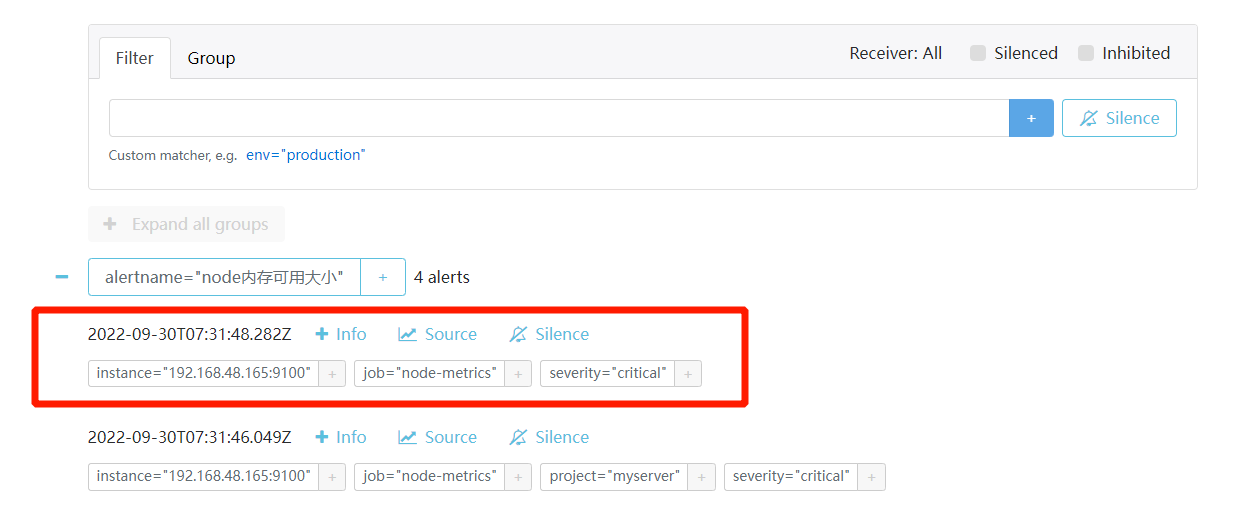 Filter Group Receiver: All Silenced Inhibited
+ Silence
Custom matcher, e.g. env="production"
+ Expand all groups
− alertname="node内存可用大小" + 4 alerts
2022-09-30T07:31:48.282Z + Info Source Silence
instance="192.168.48.165:9100" + job="node-metrics" + severity="critical" +
2022-09-30T07:31:46.049Z + Info Source Silence
instance="192.168.48.165:9100" + job="node-metrics" + project="myserver" + severity="critical" +